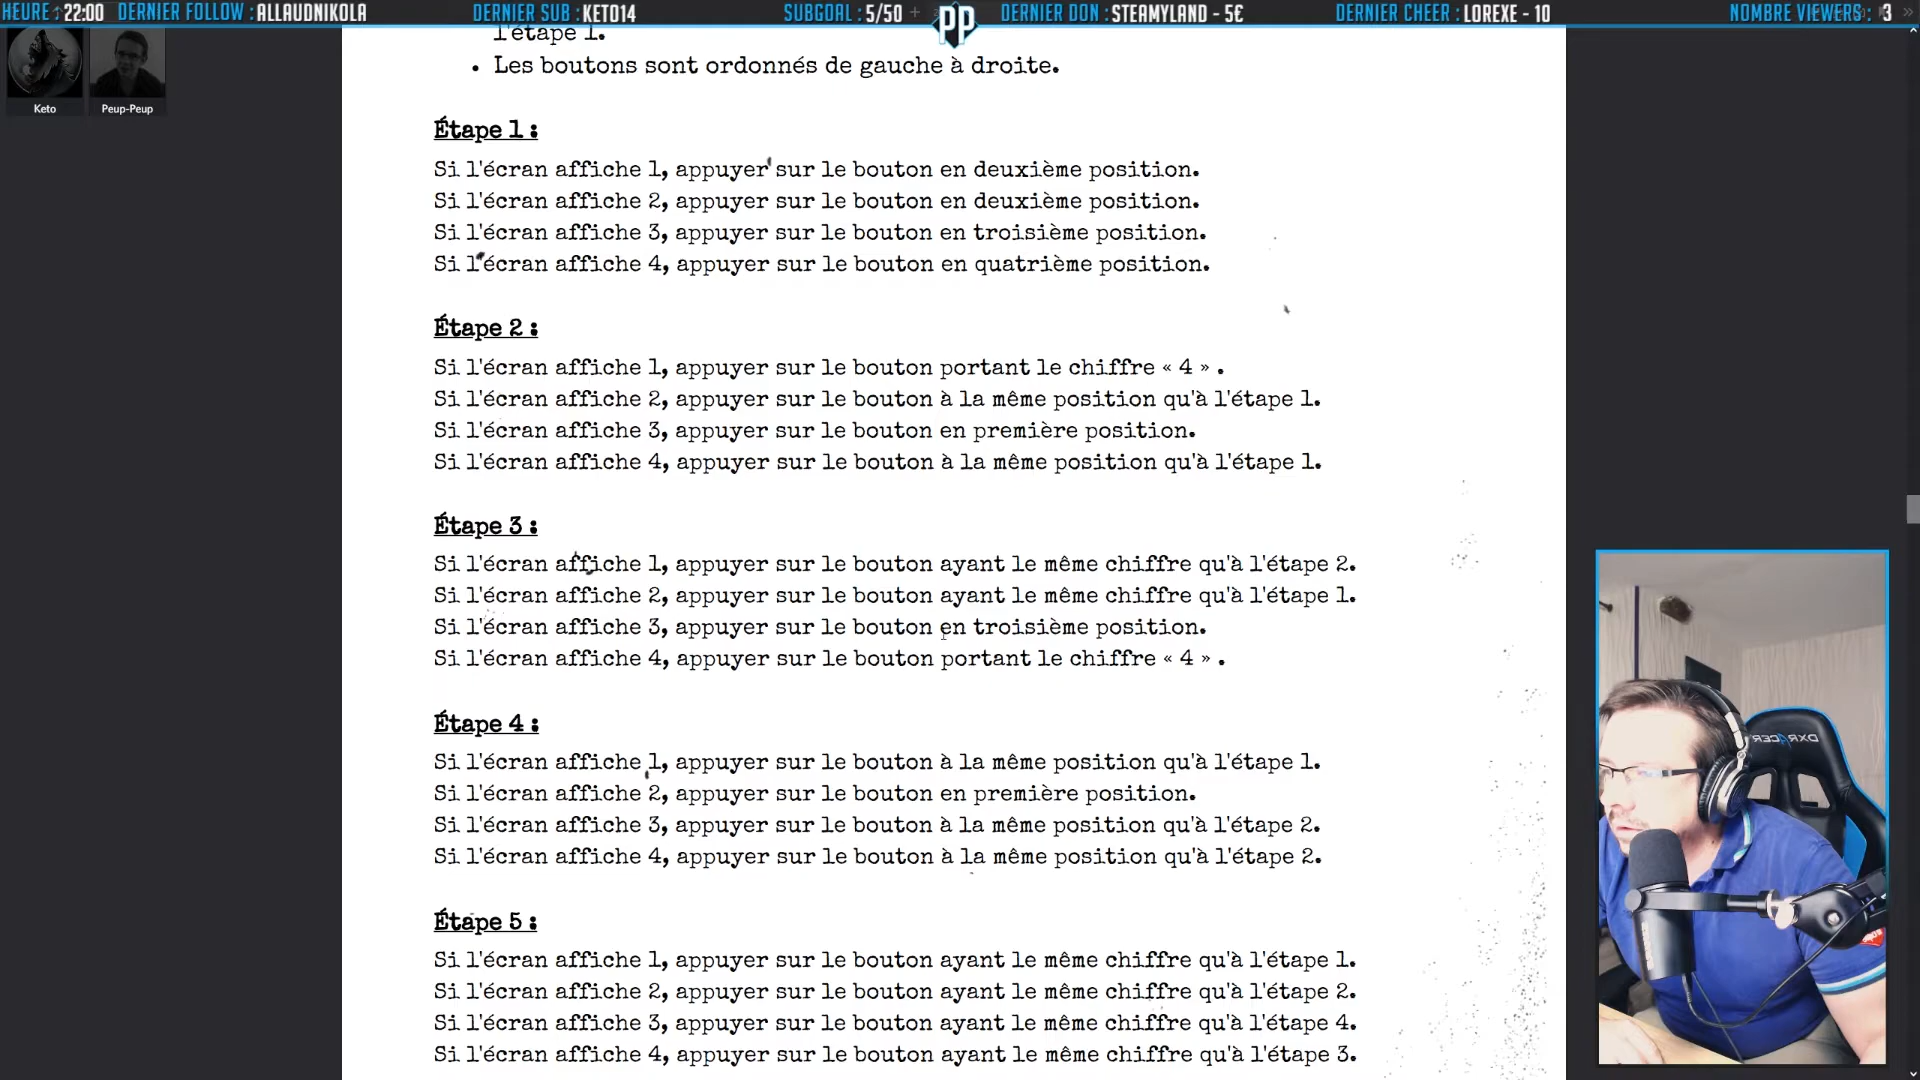 HEURE : 22:00 DERNIER FOLLOW : ALLAUDNIKOLA DERNIER SUB : KETO14 SUBGOAL : 5/50 PP DERNIER DON : STEAMYLAND - 5€ DERNIER CHEER : LOREXE - 10 NOMBRE VIEWERS : 3
Keto Peup-Peup
l'étape 1.
• Les boutons sont ordonnés de gauche à droite.
Étape 1 :
Si l'écran affiche 1, appuyer sur le bouton en deuxième position.
Si l'écran affiche 2, appuyer sur le bouton en deuxième position.
Si l'écran affiche 3, appuyer sur le bouton en troisième position.
Si l'écran affiche 4, appuyer sur le bouton en quatrième position.
Étape 2 :
Si l'écran affiche 1, appuyer sur le bouton portant le chiffre « 4 » .
Si l'écran affiche 2, appuyer sur le bouton à la même position qu'à l'étape 1.
Si l'écran affiche 3, appuyer sur le bouton en première position.
Si l'écran affiche 4, appuyer sur le bouton à la même position qu'à l'étape 1.
Étape 3 :
Si l'écran affiche 1, appuyer sur le bouton ayant le même chiffre qu'à l'étape 2.
Si l'écran affiche 2, appuyer sur le bouton ayant le même chiffre qu'à l'étape 1.
Si l'écran affiche 3, appuyer sur le bouton en troisième position.
Si l'écran affiche 4, appuyer sur le bouton portant le chiffre « 4 » .
Étape 4 :
Si l'écran affiche 1, appuyer sur le bouton à la même position qu'à l'étape 1.
Si l'écran affiche 2, appuyer sur le bouton en première position.
Si l'écran affiche 3, appuyer sur le bouton à la même position qu'à l'étape 2.
Si l'écran affiche 4, appuyer sur le bouton à la même position qu'à l'étape 2.
Étape 5 :
Si l'écran affiche 1, appuyer sur le bouton ayant le même chiffre qu'à l'étape 1.
Si l'écran affiche 2, appuyer sur le bouton ayant le même chiffre qu'à l'étape 2.
Si l'écran affiche 3, appuyer sur le bouton ayant le même chiffre qu'à l'étape 4.
Si l'écran affiche 4, appuyer sur le bouton ayant le même chiffre qu'à l'étape 3.
DXRACER